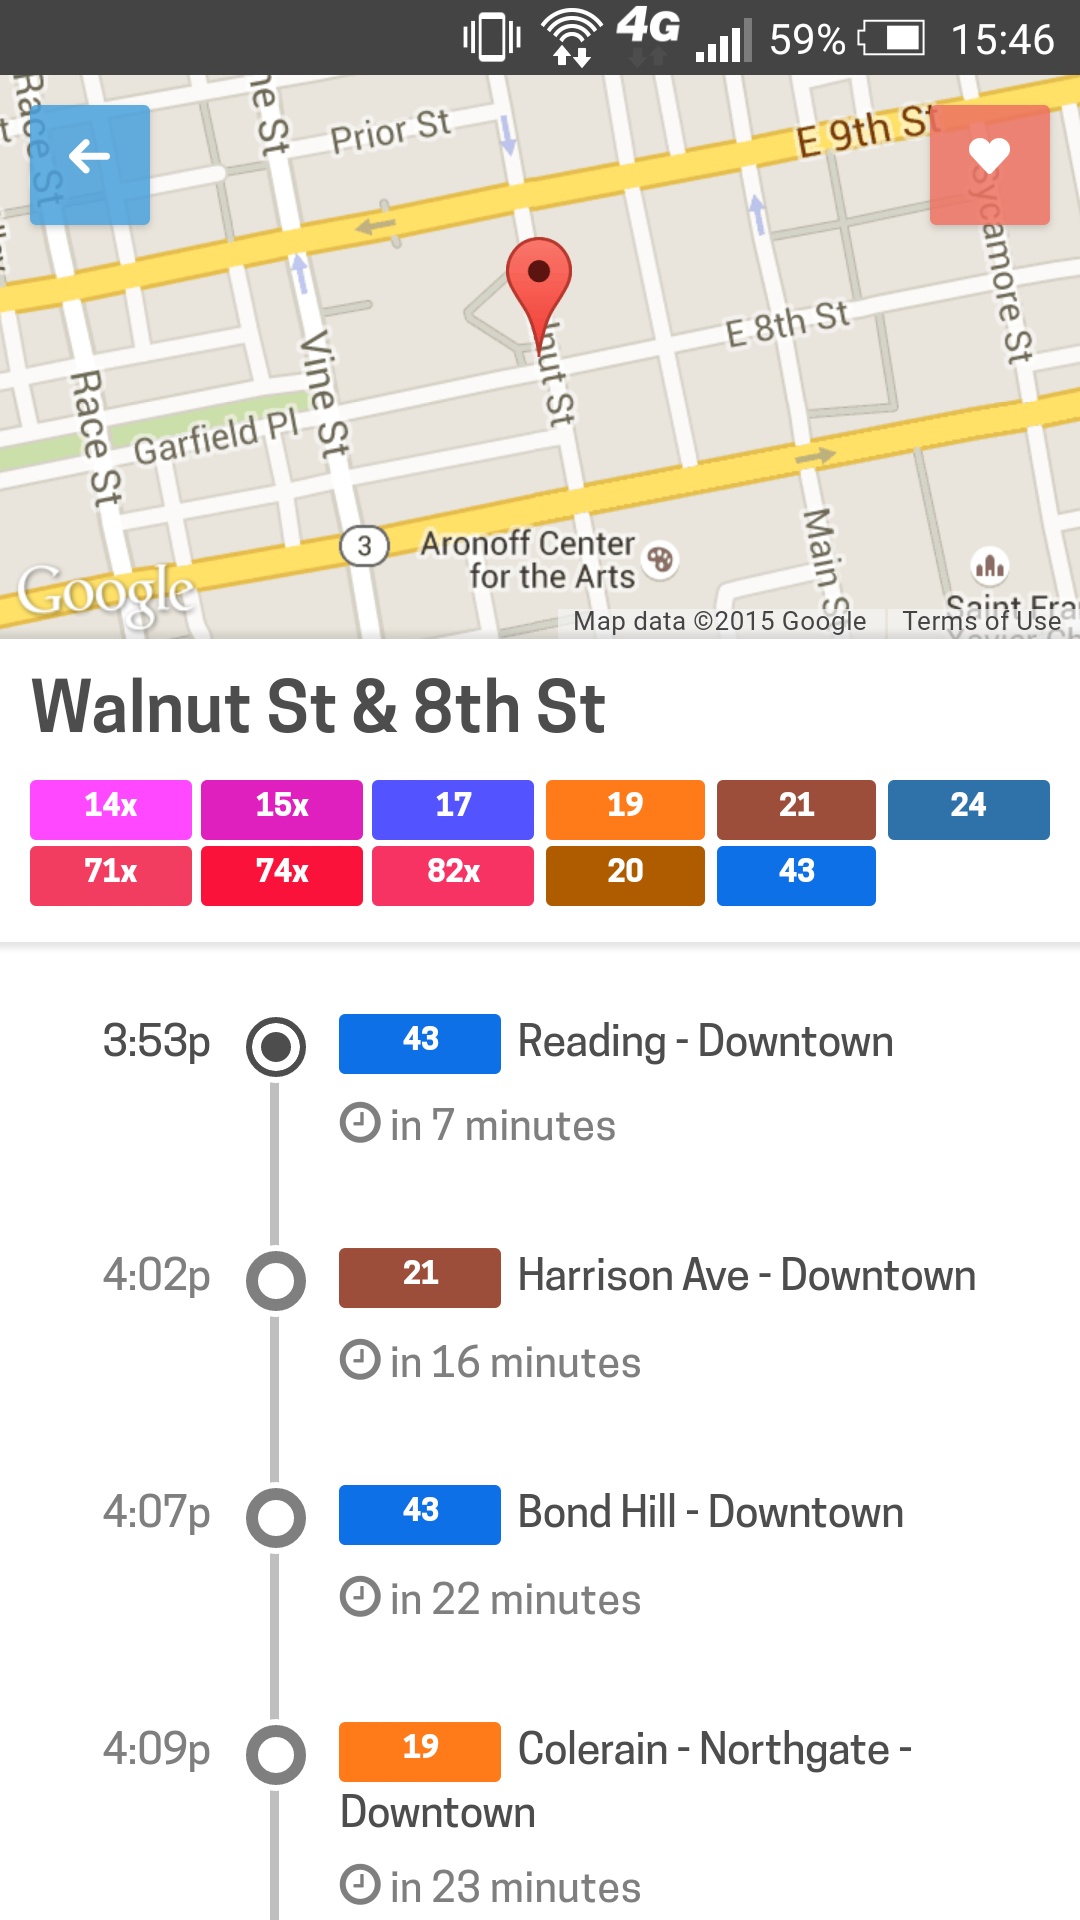 4G 59% 15:46
Race St
ne St
Prior St
E 9th St
Sycamore St
E 8th St
Vine St
nut St
Race St
Garfield Pl
3
Aronoff Center
for the Arts
Main S
Google
Saint Fra
Map data ©2015 Google
Terms of Use
Walnut St & 8th St
14x 15x 17 19 21 24
71x 74x 82x 20 43
3:53p 43 Reading - Downtown
in 7 minutes
4:02p 21 Harrison Ave - Downtown
in 16 minutes
4:07p 43 Bond Hill - Downtown
in 22 minutes
4:09p 19 Colerain - Northgate -
Downtown
in 23 minutes